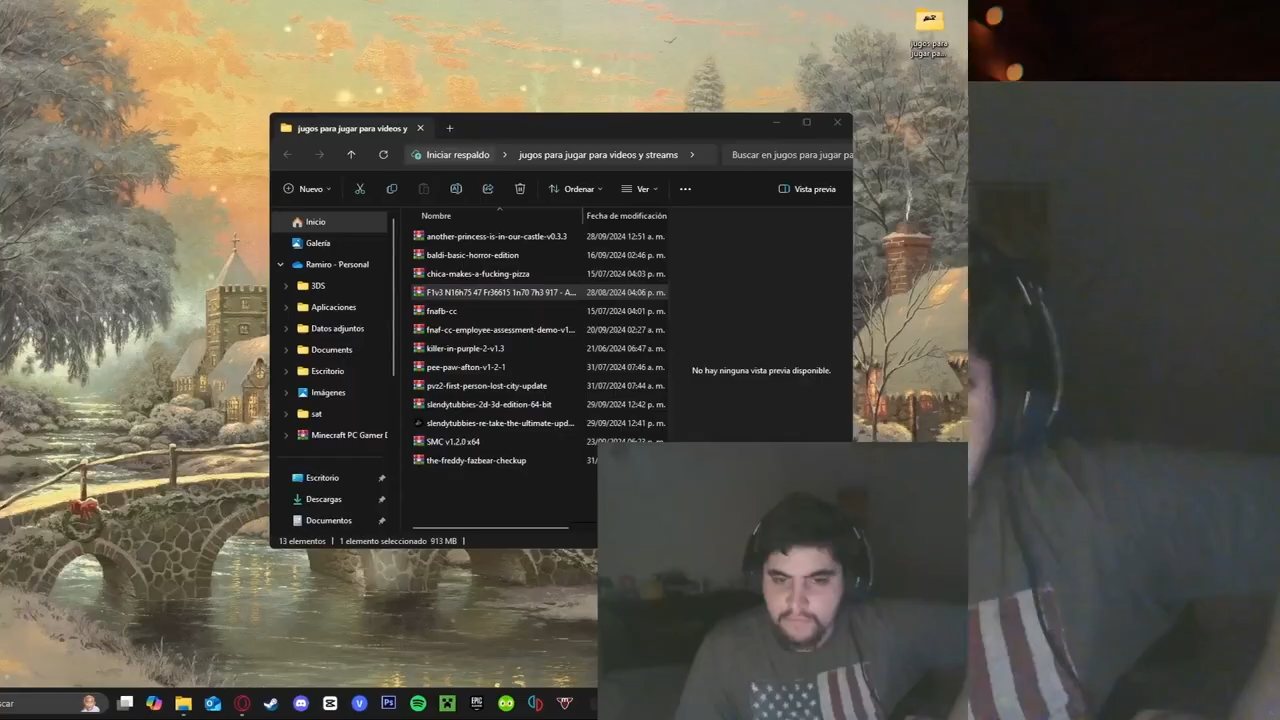 jugos para
jugar pa...
jugos para jugar para videos y
Iniciar respaldo
jugos para jugar para videos y streams
Buscar en jugos para jugar pa
Nuevo
Ordenar
Ver
Vista previa
Nombre
Fecha de modificación
Inicio
Galería
Ramiro - Personal
3DS
Aplicaciones
Datos adjuntos
Documents
Escritorio
Imágenes
sat
Minecraft PC Gamer D
Escritorio
Descargas
Documentos
another-princess-is-in-our-castle-v0.3.3 28/09/2024 12:51 a. m.
baldi-basic-horror-edition 16/09/2024 02:46 p. m.
chica-makes-a-fucking-pizza 15/07/2024 04:03 p. m.
F1v3 N16h75 47 Fr36615 1n70 7h3 917 - A... 28/08/2024 04:06 p. m.
fnafb-cc 15/07/2024 04:01 p. m.
fnaf-cc-employee-assessment-demo-v1... 20/09/2024 02:27 a. m.
killer-in-purple-2-v1.3 21/06/2024 06:47 a. m.
pee-paw-afton-v1-2-1 31/07/2024 07:46 a. m.
pvz2-first-person-lost-city-update 31/07/2024 07:44 a. m.
slendytubbies-2d-3d-edition-64-bit 29/09/2024 12:42 p. m.
slendytubbies-re-take-the-ultimate-upd... 29/09/2024 12:41 p. m.
SMC v1.2.0 x64
the-freddy-fazbear-checkup 31/
No hay ninguna vista previa disponible.
13 elementos
1 elemento seleccionado 913 MB
scar
Ps
EPIC